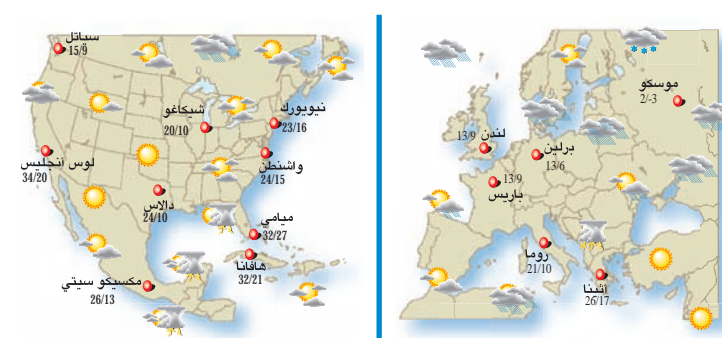 سياتل
15/9
شيكاغو
20/10
نيويورك
23/16
لوس أنجليس
34/20
واشنطن
24/15
دالاس
24/10
ميامي
32/27
هافانا
32/21
مكسيكو سيتي
26/13
موسكو
2/-3
لندن
13/9
برلين
13/6
13/9
باريس
روما
21/10
أثينا
26/17